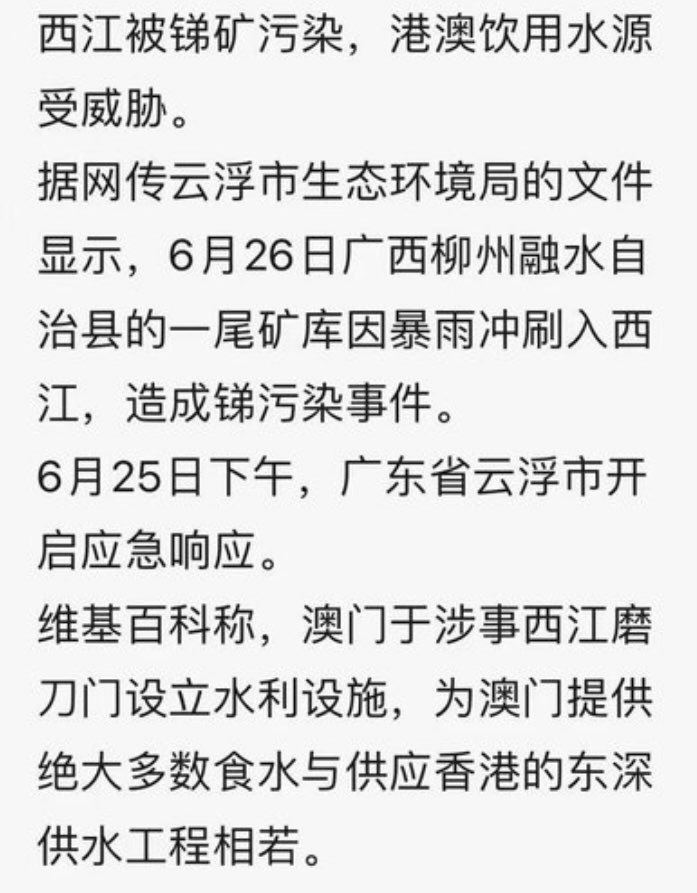 西江被锑矿污染，港澳饮用水源
受威胁。
据网传云浮市生态环境局的文件
显示，6月26日广西柳州融水自
治县的一尾矿库因暴雨冲刷入西
江，造成锑污染事件。
6月25日下午，广东省云浮市开
启应急响应。
维基百科称，澳门于涉事西江磨
刀门设立水利设施，为澳门提供
绝大多数食水与供应香港的东深
供水工程相若。